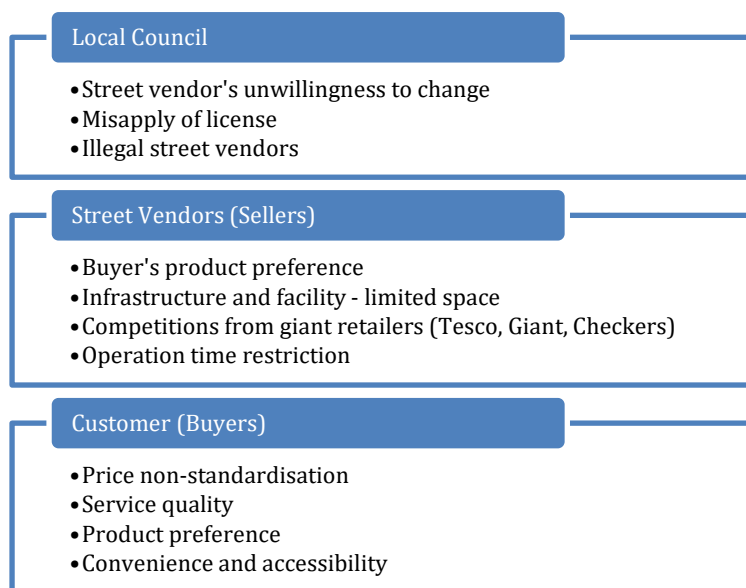 Local Council
•Street vendor's unwillingness to change
•Misapply of license
•Illegal street vendors
Street Vendors (Sellers)
•Buyer's product preference
•Infrastructure and facility - limited space
•Competitions from giant retailers (Tesco, Giant, Checkers)
•Operation time restriction
Customer (Buyers)
•Price non-standardisation
•Service quality
•Product preference
•Convenience and accessibility